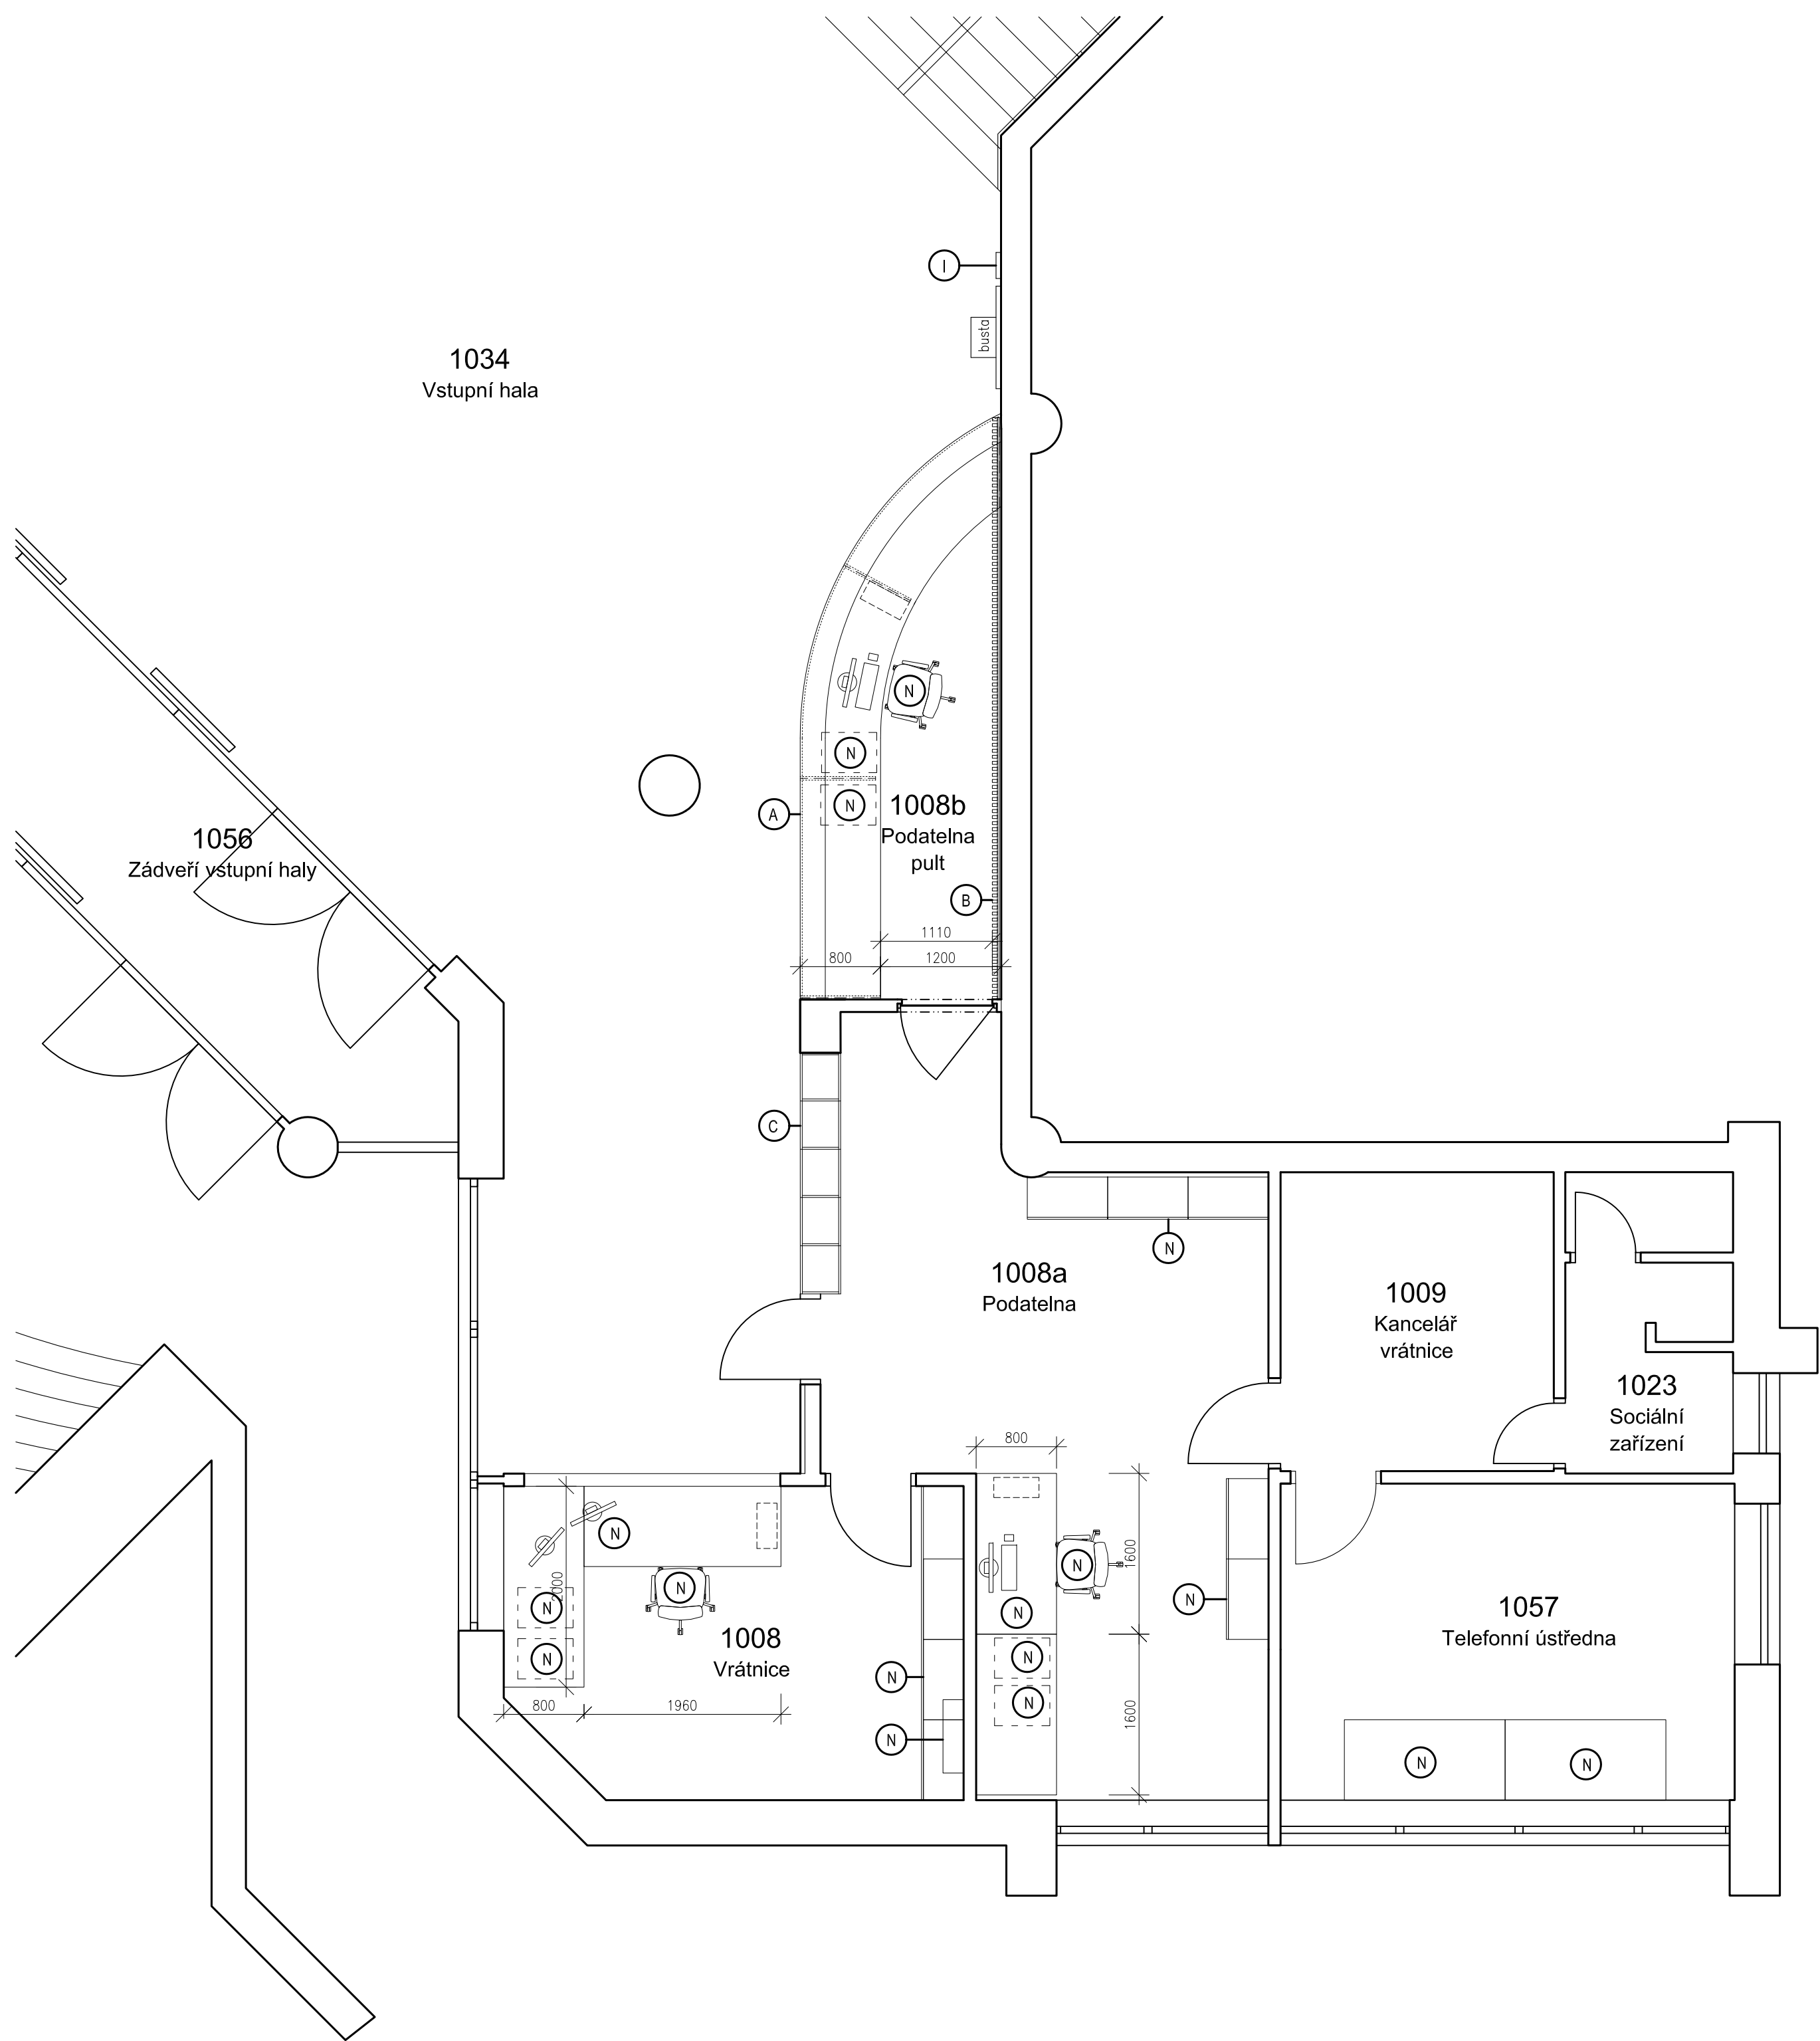 I
busta
1034
Vstupní hala
N
N
N
A
1008b
Podatelna
pult
1056
Zádveří vstupní haly
B
1110
800
1200
C
N
1008a
Podatelna
1009
Kancelář
vrátnice
1023
Sociální
zařízení
800
N
N
1600
N
2000
N
N
N
N
1057
Telefonní ústředna
1008
Vrátnice
N
N
N
N
800
1960
1600
N
N
N